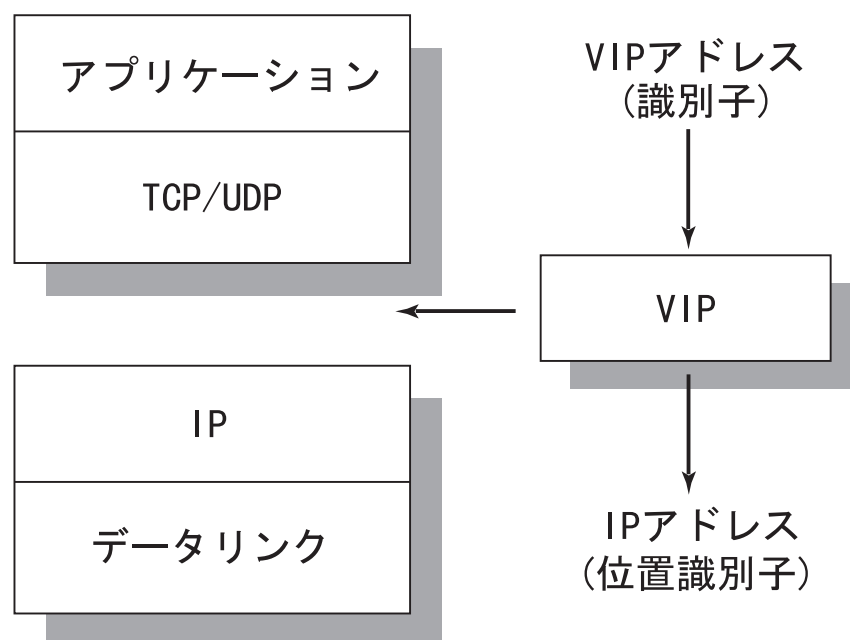 アプリケーション
TCP/UDP
IP
データリンク
VIPアドレス
(識別子)
VIP
IPアドレス
(位置識別子)